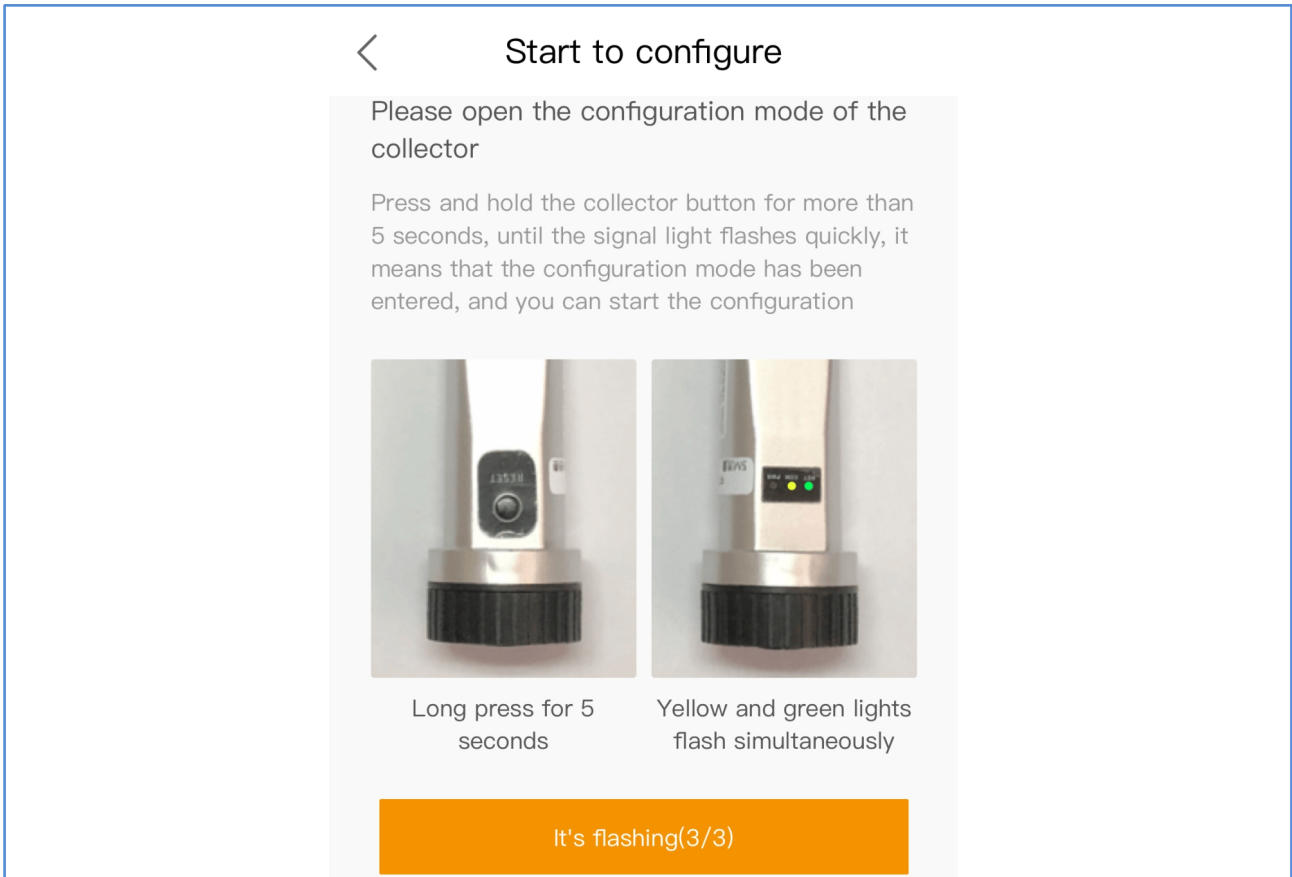 Start to configure
Please open the configuration mode of the
collector
Press and hold the collector button for more than
5 seconds, until the signal light flashes quickly, it
means that the configuration mode has been
entered, and you can start the configuration
RESET
NET COM PWR
Long press for 5
seconds
Yellow and green lights
flash simultaneously
It's flashing(3/3)